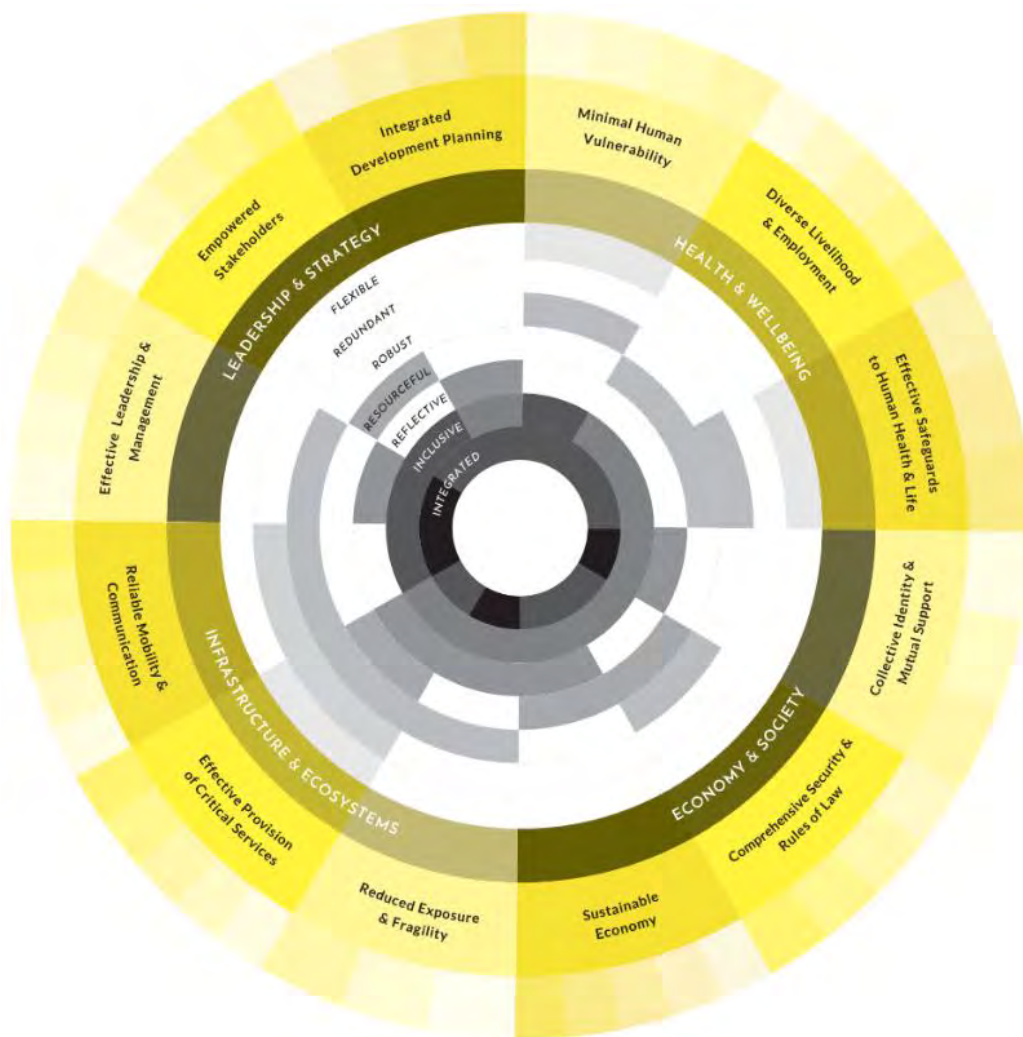 Integrated
Development Planning
Minimal Human
Vulnerability
Diverse Livelihood
& Employment
Effective Safeguards
to Human Health & Life
Collective Identity &
Mutual Support
Comprehensive Security &
Rules of Law
Sustainable
Economy
Reduced Exposure
& Fragility
Effective Provision
of Critical Services
Reliable Mobility &
Communication
Effective Leadership &
Management
Empowered
Stakeholders
LEADERSHIP & STRATEGY
HEALTH & WELLBEING
ECONOMY & SOCIETY
INFRASTRUCTURE & ECOSYSTEMS
FLEXIBLE
REDUNDANT
ROBUST
RESOURCEFUL
REFLECTIVE
INCLUSIVE
INTEGRATED